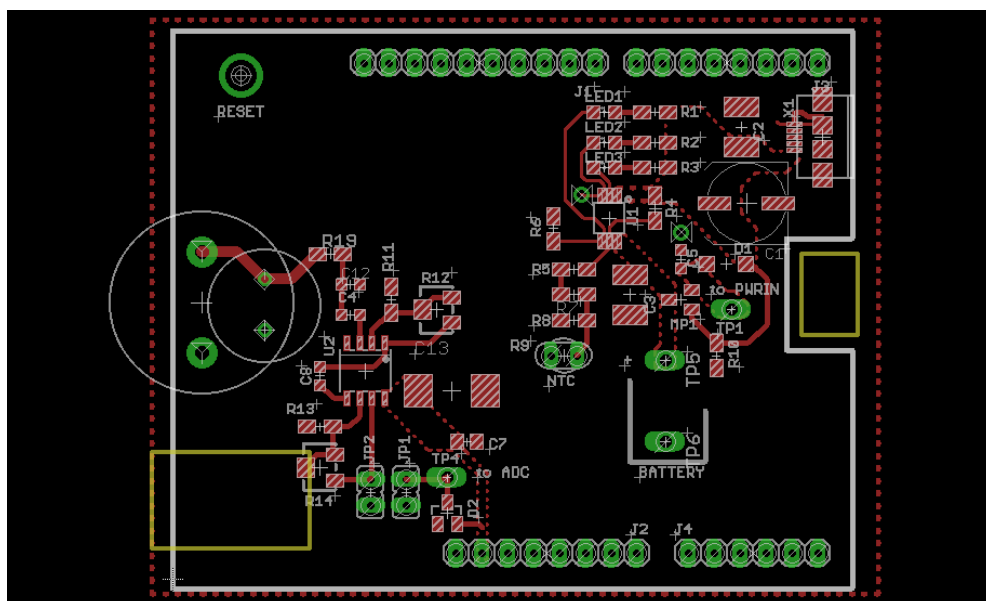 RESET
J1
J3
LED1
R1
X1
C2
LED2
R2
LED3
R3
R4
R6
R19
R11
C12
C4
R12
R5
D1
C1
to PWRIN
C3
MP1
TP1
R8
C13
U2
R9
R10
TP5
NTC
C8
R13
JP2
JP1
TP4
C7
to ADC
TP6
BATTERY
R14
D2
J2
J4